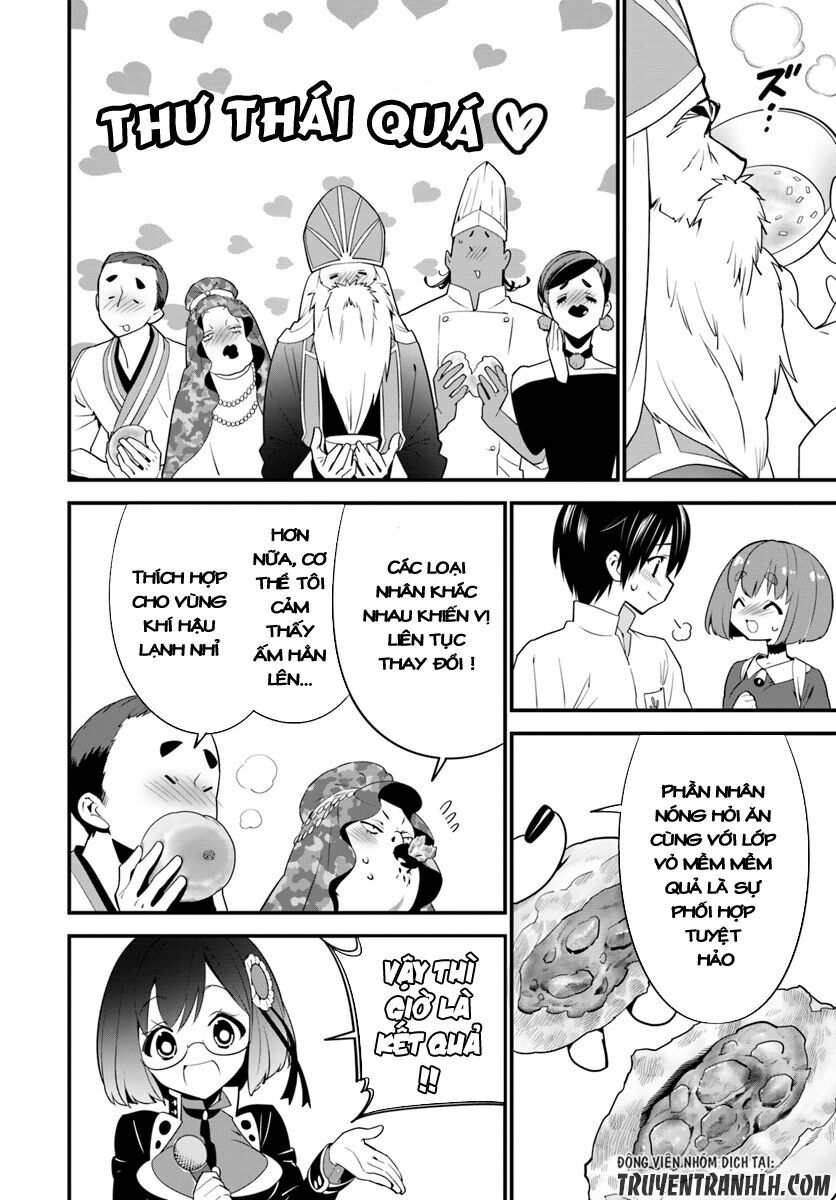 ズ...
THƯ THÁI QUÁ
CÁC LOẠI
NHÂN KHÁC
NHAU KHIẾN VỊ
LIÊN TỤC
THAY ĐỔI !
HƠN
NỮA, CƠ
THỂ TÔI
CẢM
THẤY
ẤM HẲN
LÊN...
THÍCH HỢP
CHO VÙNG
KHÍ HẬU
LẠNH NHỈ
PHẦN NHÂN
NÓNG HỎI ĂN
CÙNG VỚI LỚP
VỎ MỀM MỀM
QUẢ LÀ SỰ
PHỐI HỢP
TUYỆT
HẢO
VẬY THÌ
GIỜ LÀ
KẾT QUẢ
!!
ĐỘNG VIÊN NHÓM DỊCH TẠI:
TRUYENTRANHLH.COM